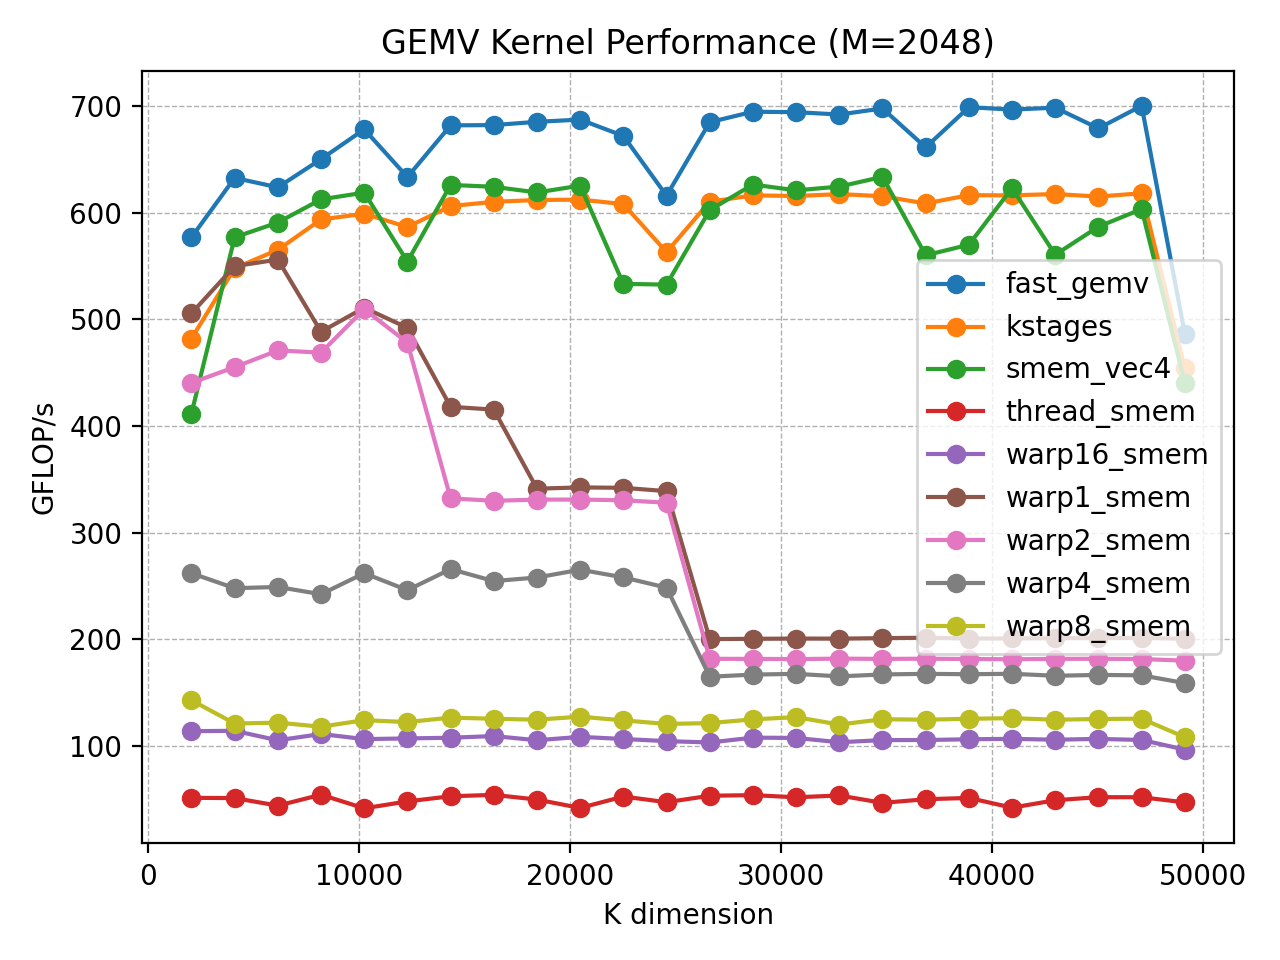 GEMV Kernel Performance (M=2048)
GFLOP/s
700
600
500
400
300
200
100
fast_gemv
kstages
smem_vec4
thread_smem
warp16_smem
warp1_smem
warp2_smem
warp4_smem
warp8_smem
0 10000 20000 30000 40000 50000
K dimension